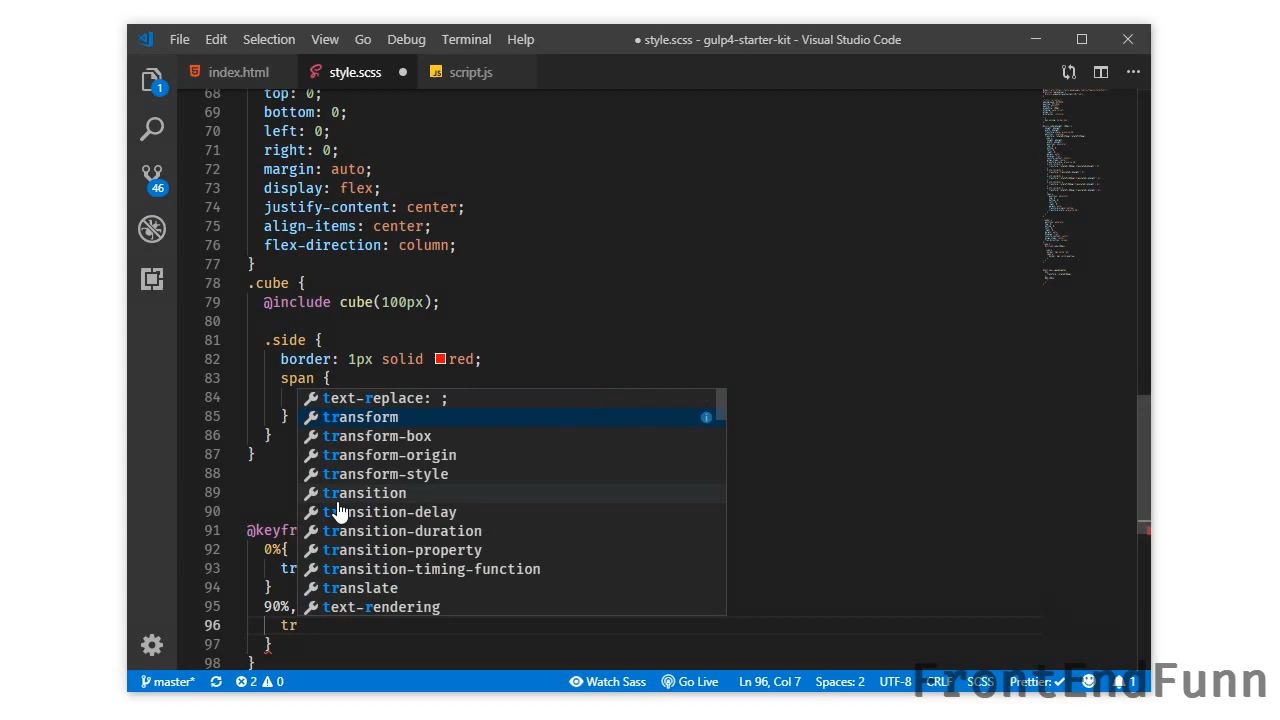 File Edit Selection View Go Debug Terminal Help
● style.scss - gulp4-starter-kit - Visual Studio Code
index.html style.scss ● JS script.js
1
46
68 top: 0;
69 bottom: 0;
70 left: 0;
71 right: 0;
72 margin: auto;
73 display: flex;
74 justify-content: center;
75 align-items: center;
76 flex-direction: column;
77 }
78 .cube {
79 @include cube(100px);
80
81 .side {
82 border: 1px solid red;
83 span {
84
85 }
86 }
87 }
88
89
90
91 @keyfr
92 0%{
93 tr
94 }
95 90%,
96 tr
97 }
98 }
text-replace: ;
transform
transform-box
transform-origin
transform-style
transition
transition-delay
transition-duration
transition-property
transition-timing-function
translate
text-rendering
master* 2 0 Watch Sass Go Live Ln 96, Col 7 Spaces: 2 UTF-8 CRLF SCSS Prettier: ✓ 1
FrontEndFunn